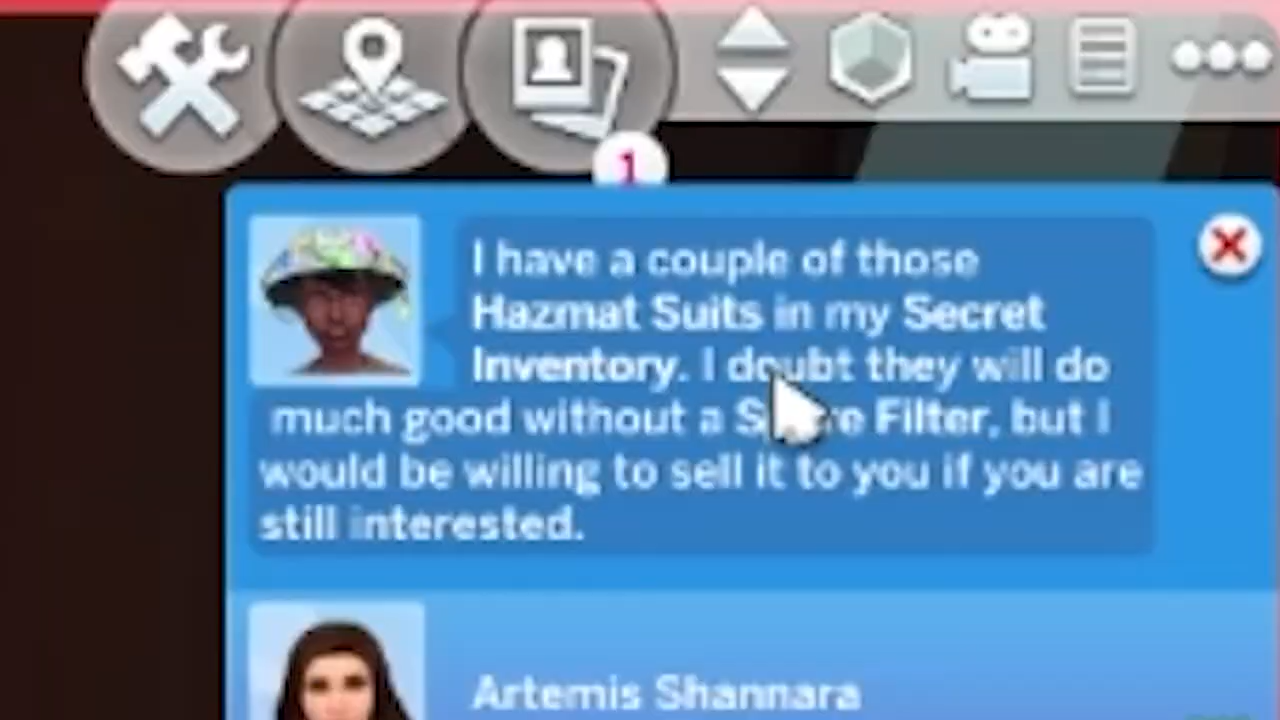 1
I have a couple of those
Hazmat Suits in my Secret
Inventory. I doubt they will do
much good without a Filter, but I
would be willing to sell it to you if you are
still interested.
Artemis Shannara